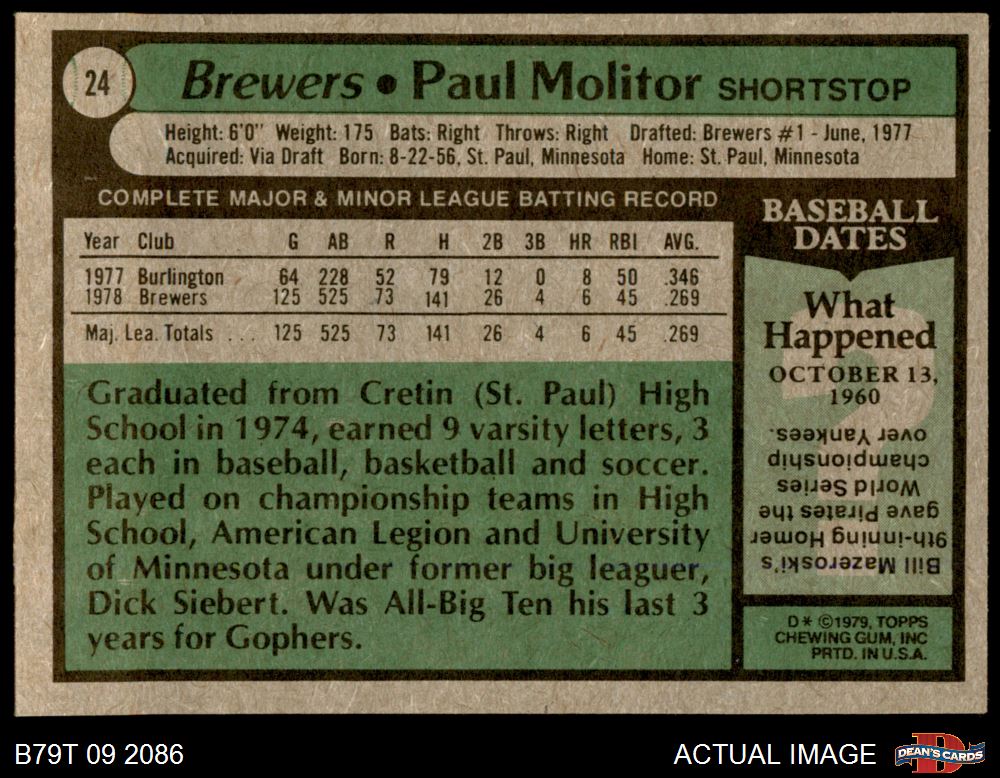 24
Brewers • Paul Molitor SHORTSTOP
Height: 6'0" Weight: 175 Bats: Right Throws: Right Drafted: Brewers #1 - June, 1977
Acquired: Via Draft Born: 8-22-56, St. Paul, Minnesota Home: St. Paul, Minnesota
COMPLETE MAJOR & MINOR LEAGUE BATTING RECORD
Year Club G AB R H 2B 3B HR RBI AVG.
1977 Burlington 64 228 52 79 12 0 8 50 .346
1978 Brewers 125 525 73 141 26 4 6 45 .269
Maj. Lea. Totals . . . 125 525 73 141 26 4 6 45 .269
Graduated from Cretin (St. Paul) High
School in 1974, earned 9 varsity letters, 3
each in baseball, basketball and soccer.
Played on championship teams in High
School, American Legion and University
of Minnesota under former big leaguer,
Dick Siebert. Was All-Big Ten his last 3
years for Gophers.
BASEBALL
DATES
What
Happened
OCTOBER 13,
1960
Bill Mazeroski's
9th-inning Homer
gave Pirates the
World Series
championship
over Yankees.
D* ©1979, TOPPS
CHEWING GUM, INC
PRTD. IN U.S.A.
B79T 09 2086
ACTUAL IMAGE
DEAN'S CARDS